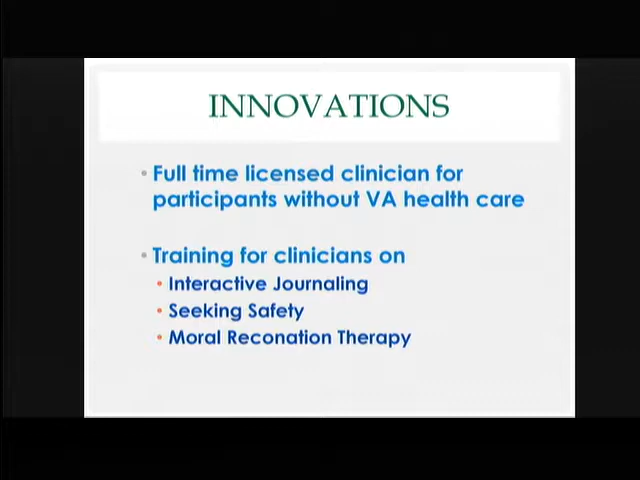 INNOVATIONS
• Full time licensed clinician for
participants without VA health care
• Training for clinicians on
• Interactive Journaling
• Seeking Safety
• Moral Reconation Therapy